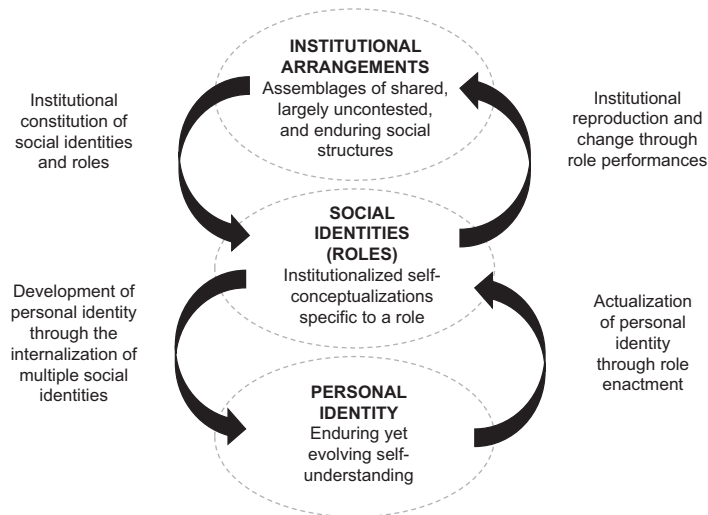 INSTITUTIONAL
ARRANGEMENTS
Assemblages of shared,
largely uncontested,
and enduring social
structures
Institutional
constitution of
social identities
and roles
Institutional
reproduction and
change through
role performances
SOCIAL
IDENTITIES
(ROLES)
Institutionalized self-
conceptualizations
specific to a role
Development of
personal identity
through the
internalization of
multiple social
identities
Actualization
of personal
identity
through role
enactment
PERSONAL
IDENTITY
Enduring yet
evolving self-
understanding